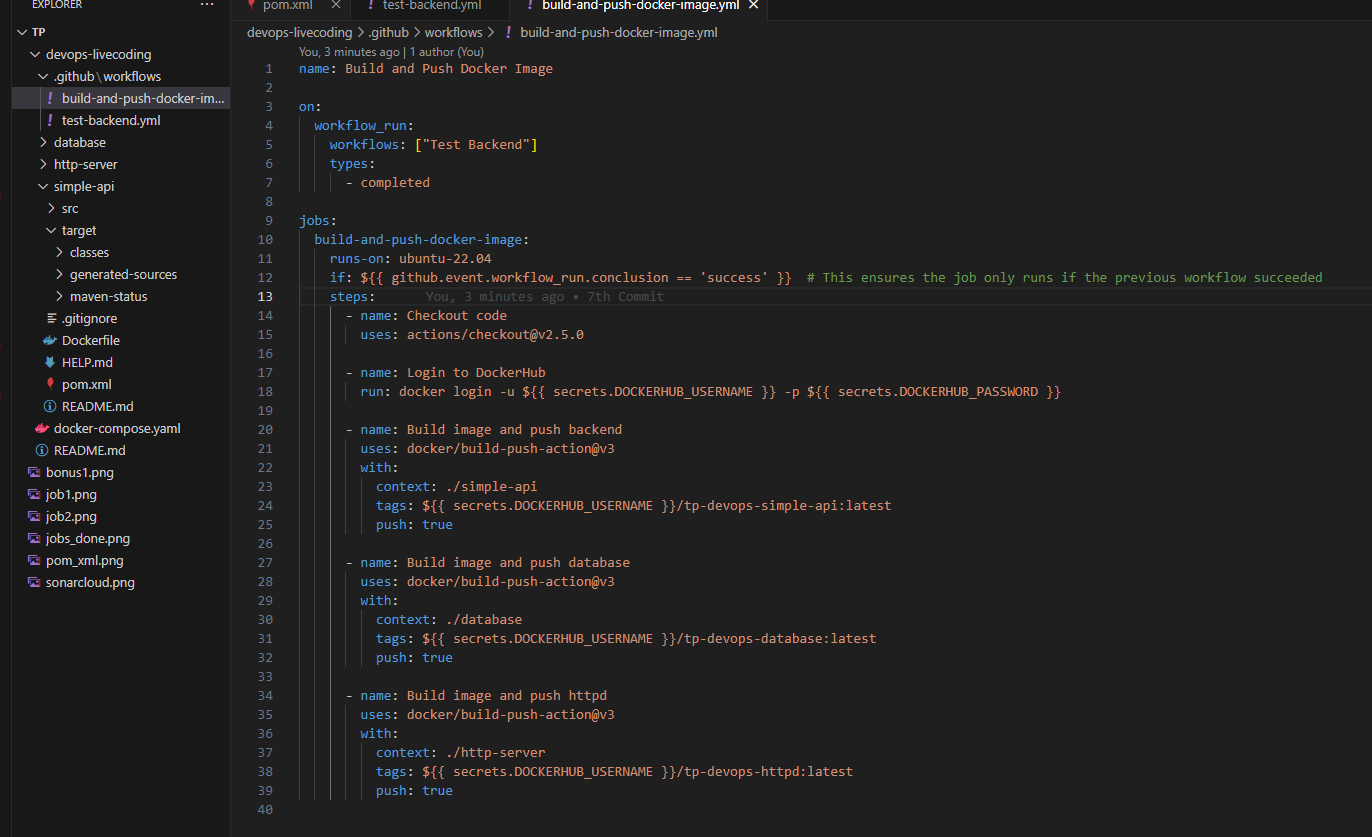 EXPLORER
···
TP
devops-livecoding
.github\workflows
build-and-push-docker-im...
test-backend.yml
database
http-server
simple-api
src
target
classes
generated-sources
maven-status
.gitignore
Dockerfile
HELP.md
pom.xml
README.md
docker-compose.yaml
README.md
bonus1.png
job1.png
job2.png
jobs_done.png
pom_xml.png
sonarcloud.png
pom.xml × ! test-backend.yml ! build-and-push-docker-image.yml ×
devops-livecoding > .github > workflows > ! build-and-push-docker-image.yml
You, 3 minutes ago | 1 author (You)
1 name: Build and Push Docker Image
2
3 on:
4 workflow_run:
5 workflows: ["Test Backend"]
6 types:
7 - completed
8
9 jobs:
10 build-and-push-docker-image:
11 runs-on: ubuntu-22.04
12 if: ${{ github.event.workflow_run.conclusion == 'success' }} # This ensures the job only runs if the previous workflow succeeded
13 steps: You, 3 minutes ago • 7th Commit
14 - name: Checkout code
15 uses: actions/checkout@v2.5.0
16
17 - name: Login to DockerHub
18 run: docker login -u ${{ secrets.DOCKERHUB_USERNAME }} -p ${{ secrets.DOCKERHUB_PASSWORD }}
19
20 - name: Build image and push backend
21 uses: docker/build-push-action@v3
22 with:
23 context: ./simple-api
24 tags: ${{ secrets.DOCKERHUB_USERNAME }}/tp-devops-simple-api:latest
25 push: true
26
27 - name: Build image and push database
28 uses: docker/build-push-action@v3
29 with:
30 context: ./database
31 tags: ${{ secrets.DOCKERHUB_USERNAME }}/tp-devops-database:latest
32 push: true
33
34 - name: Build image and push httpd
35 uses: docker/build-push-action@v3
36 with:
37 context: ./http-server
38 tags: ${{ secrets.DOCKERHUB_USERNAME }}/tp-devops-httpd:latest
39 push: true
40